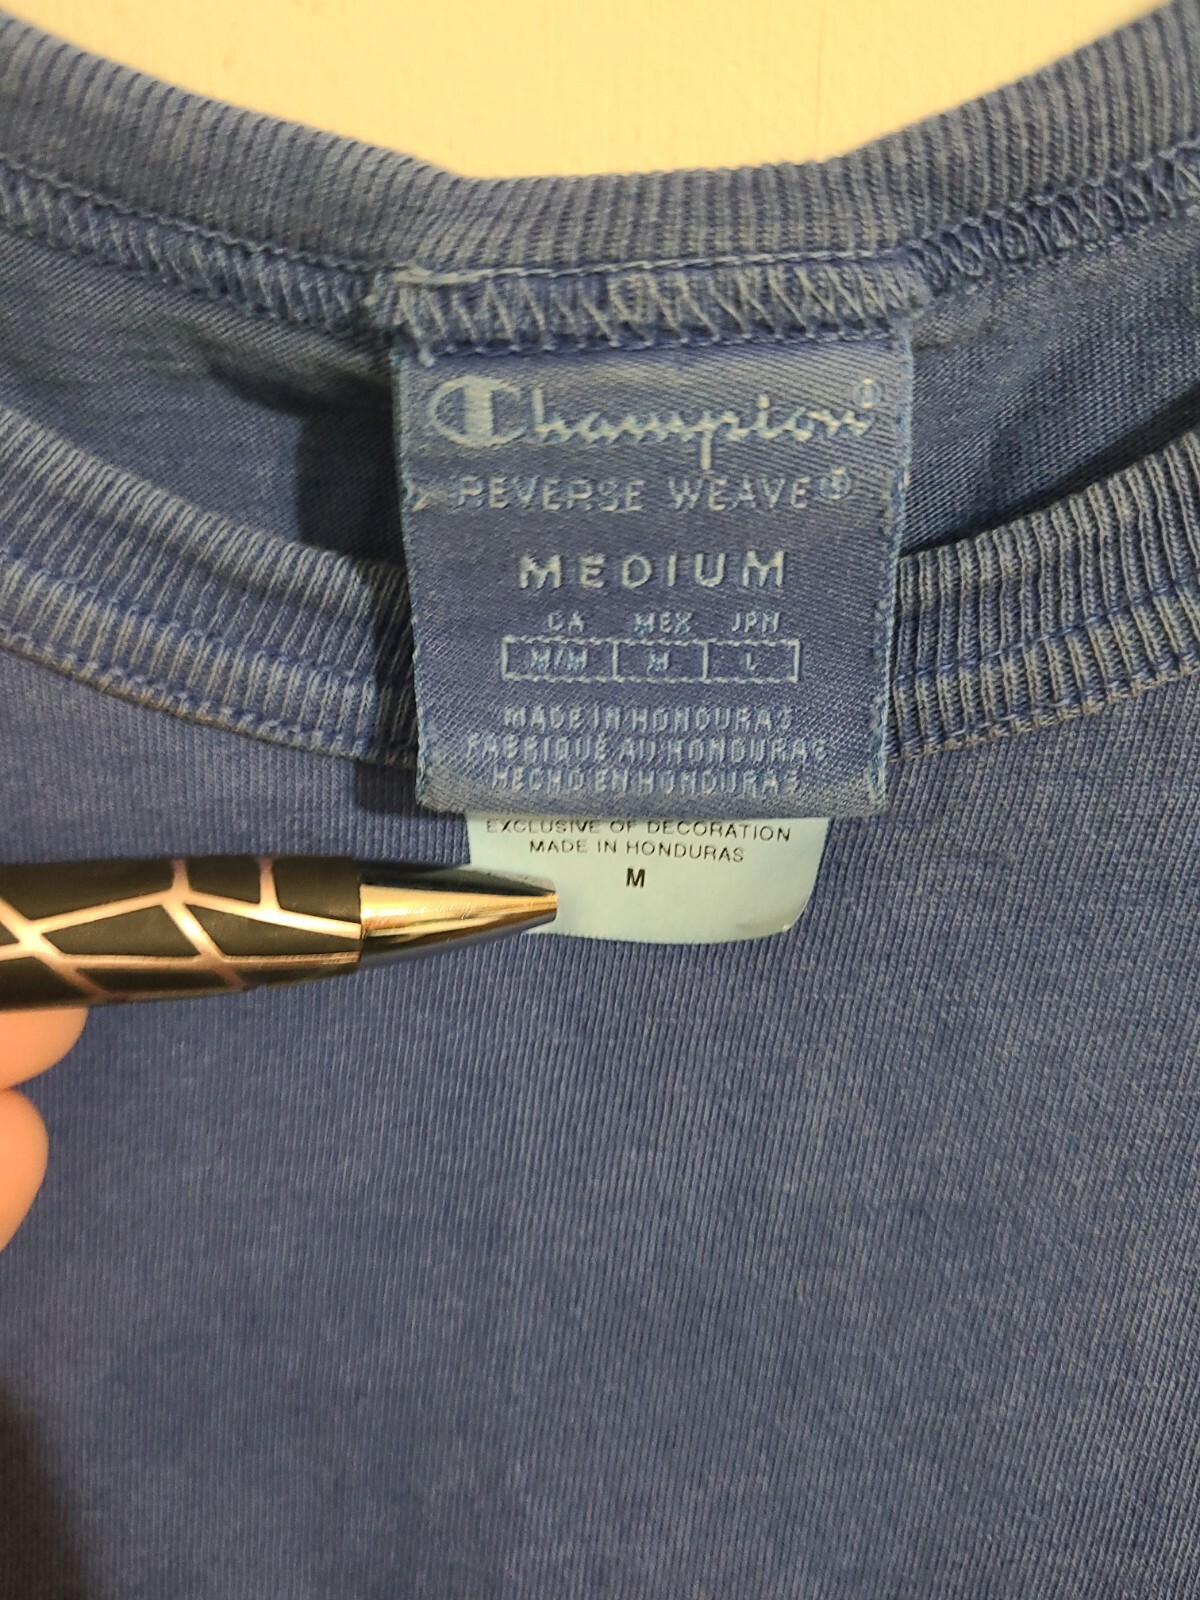 Champion®
REVERSE WEAVE®
MEDIUM
CA MEX JPN
M/M M L
MADE IN HONDURAS
FABRIQUÉ AU HONDURAS
HECHO EN HONDURAS
EXCLUSIVE OF DECORATION
MADE IN HONDURAS
M